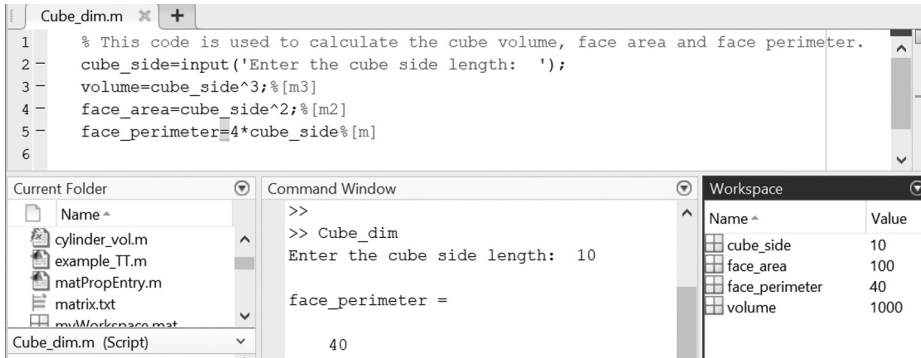 Cube_dim.m × +
1 % This code is used to calculate the cube volume, face area and face perimeter.
2 – cube_side=input('Enter the cube side length:  ');
3 – volume=cube_side^3;%[m3]
4 – face_area=cube_side^2;%[m2]
5 – face_perimeter=4*cube_side%[m]
6
Current Folder
Name
cylinder_vol.m
example_TT.m
matPropEntry.m
matrix.txt
myWorkspace.mat
Cube_dim.m (Script)
Command Window
>>
>> Cube_dim
Enter the cube side length:  10
face_perimeter =
40
Workspace
Name Value
cube_side 10
face_area 100
face_perimeter 40
volume 1000